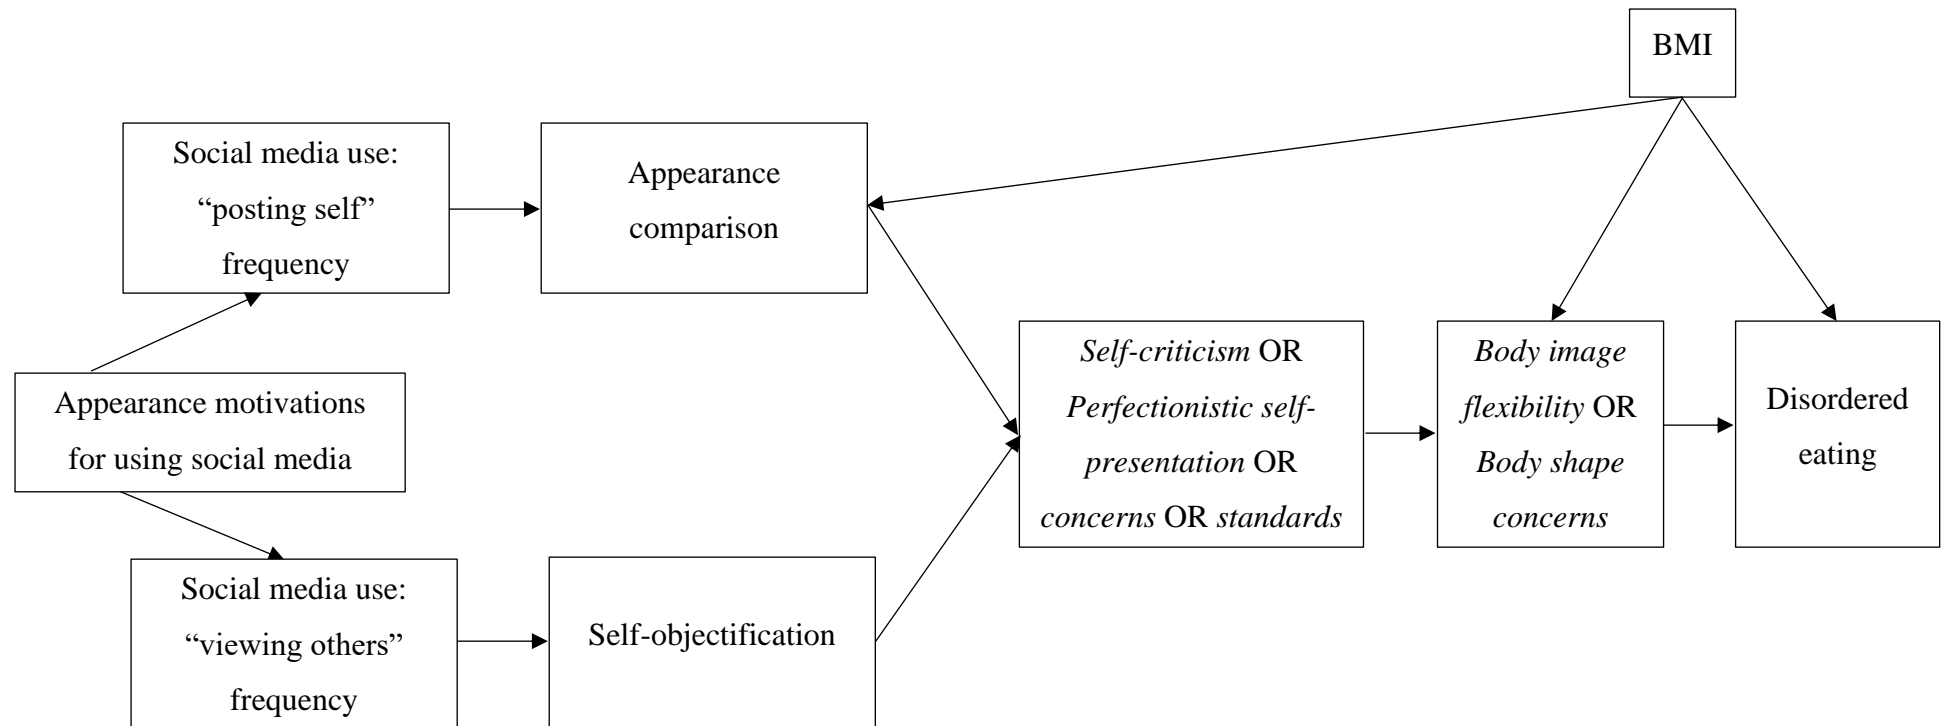 BMI
Social media use:
“posting self”
frequency
Appearance
comparison
Appearance motivations
for using social media
Self-criticism OR
Perfectionistic self-
presentation OR
concerns OR standards
Body image
flexibility OR
Body shape
concerns
Disordered
eating
Social media use:
“viewing others”
frequency
Self-objectification